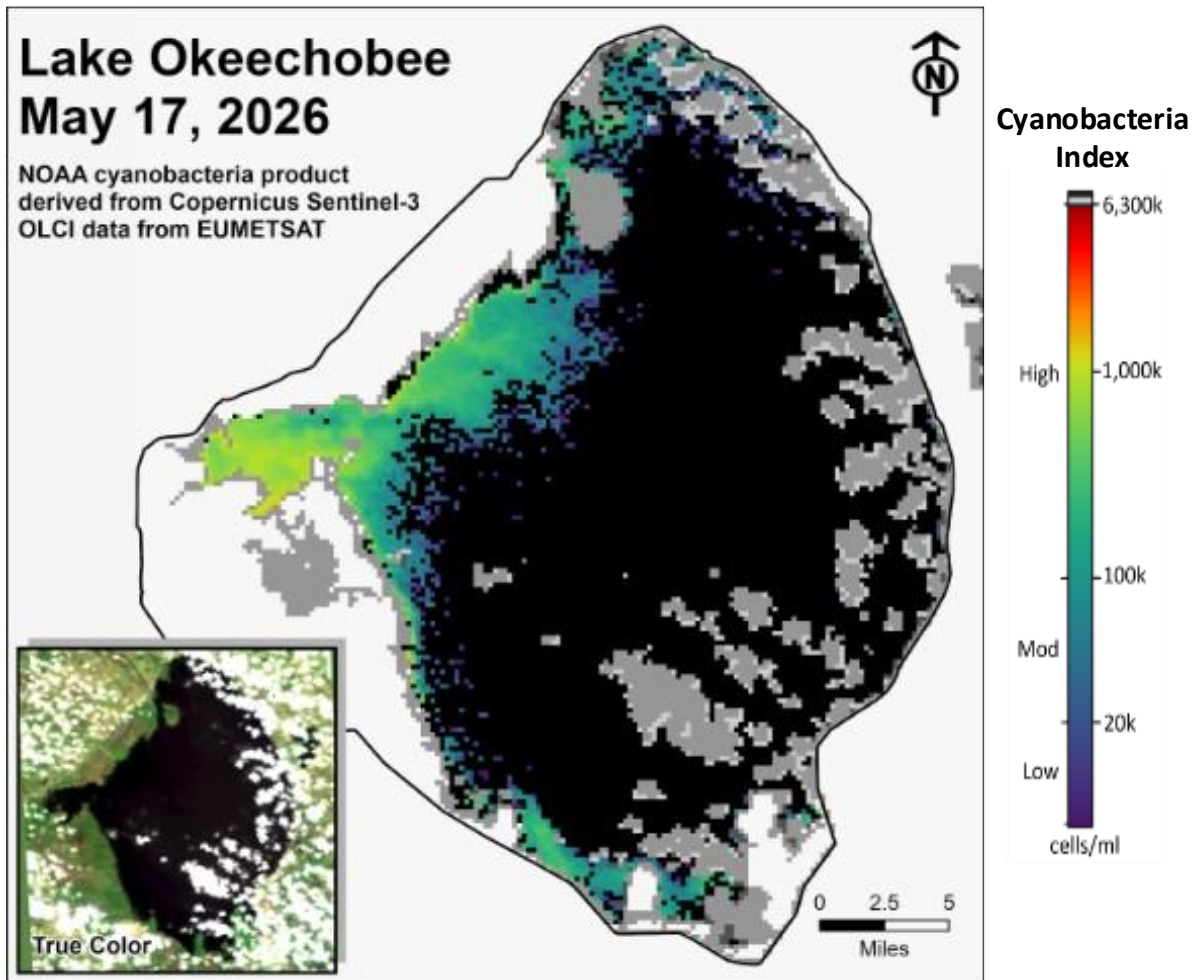 Lake Okeechobee
May 17, 2026
NOAA cyanobacteria product
derived from Copernicus Sentinel-3
OLCI data from EUMETSAT
N
Cyanobacteria
Index
6,300k
High
1,000k
100k
Mod
20k
Low
cells/ml
True Color
0 2.5 5
Miles